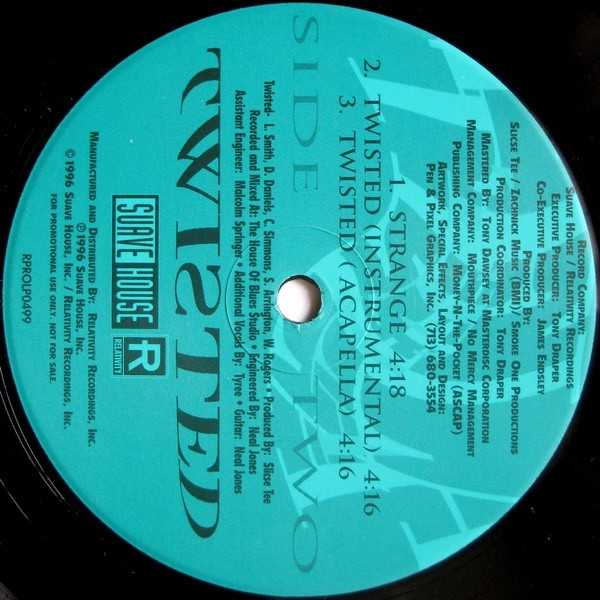 Record Company:
Suave House / Relativity Recordings
Executive Producer: Tony Draper
Co-Executive Producer: James Endsley
Produced By:
Slicse Tee / Zachnick Music (BMI)/ Smoke One Productions
Production Coordinator: Tony Draper
Mastered By: Tony Dawsey at Masterdisc Corporation
Management Company: Mouthpiece / No Mercy Management
Publishing Company: Money-N-The-Pocket (ASCAP)
Artwork, Special Effects, Layout and Design:
Pen & Pixel Graphics, Inc. (713) 680-3554
1. STRANGE 4:18
2. TWISTED (INSTRUMENTAL) 4:16
3. TWISTED (ACAPELLA) 4:16
SIDE TWO
Twisted- L. Smith, D. Daniels, C. Simmons, S. Arrington, W. Rogers • Produced By: Slicse Tee
Recorded and Mixed At: The House Of Blues Studio • Engineered By: Neal Jones
Assistant Engineer: Malcolm Springer • Additional Vocals By: Tyree • Guitar: Neal Jones
TWISTED
SUAVE HOUSE
R
RELATIVITY
Manufactured and Distributed By: Relativity Recordings, Inc.
℗1996 Suave House, Inc.
©1996 Suave House, Inc. / Relativity Recordings, Inc.
FOR PROMOTIONAL USE ONLY. NOT FOR SALE.
RPROLP0499